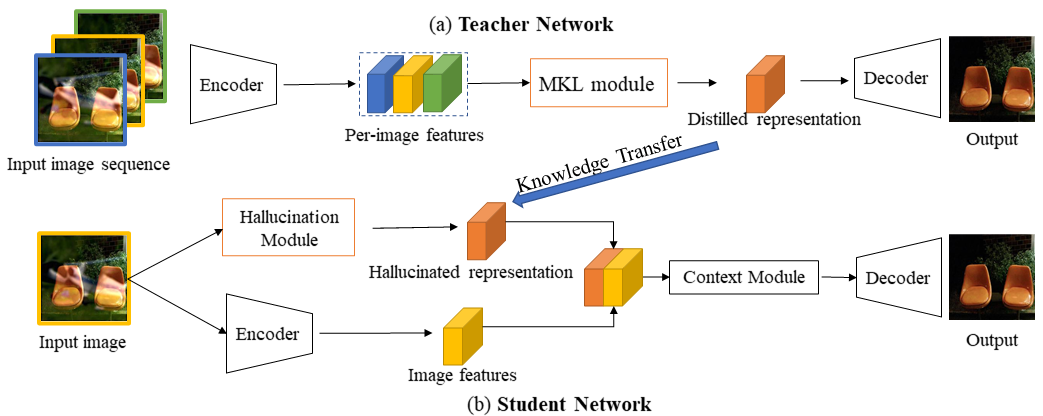 (a) Teacher Network
Encoder
MKL module
Decoder
Per-image features
Distilled representation
Output
Input image sequence
Knowledge Transfer
Hallucination
Module
Hallucinated representation
Context Module
Decoder
Encoder
Input image
Output
Image features
(b) Student Network